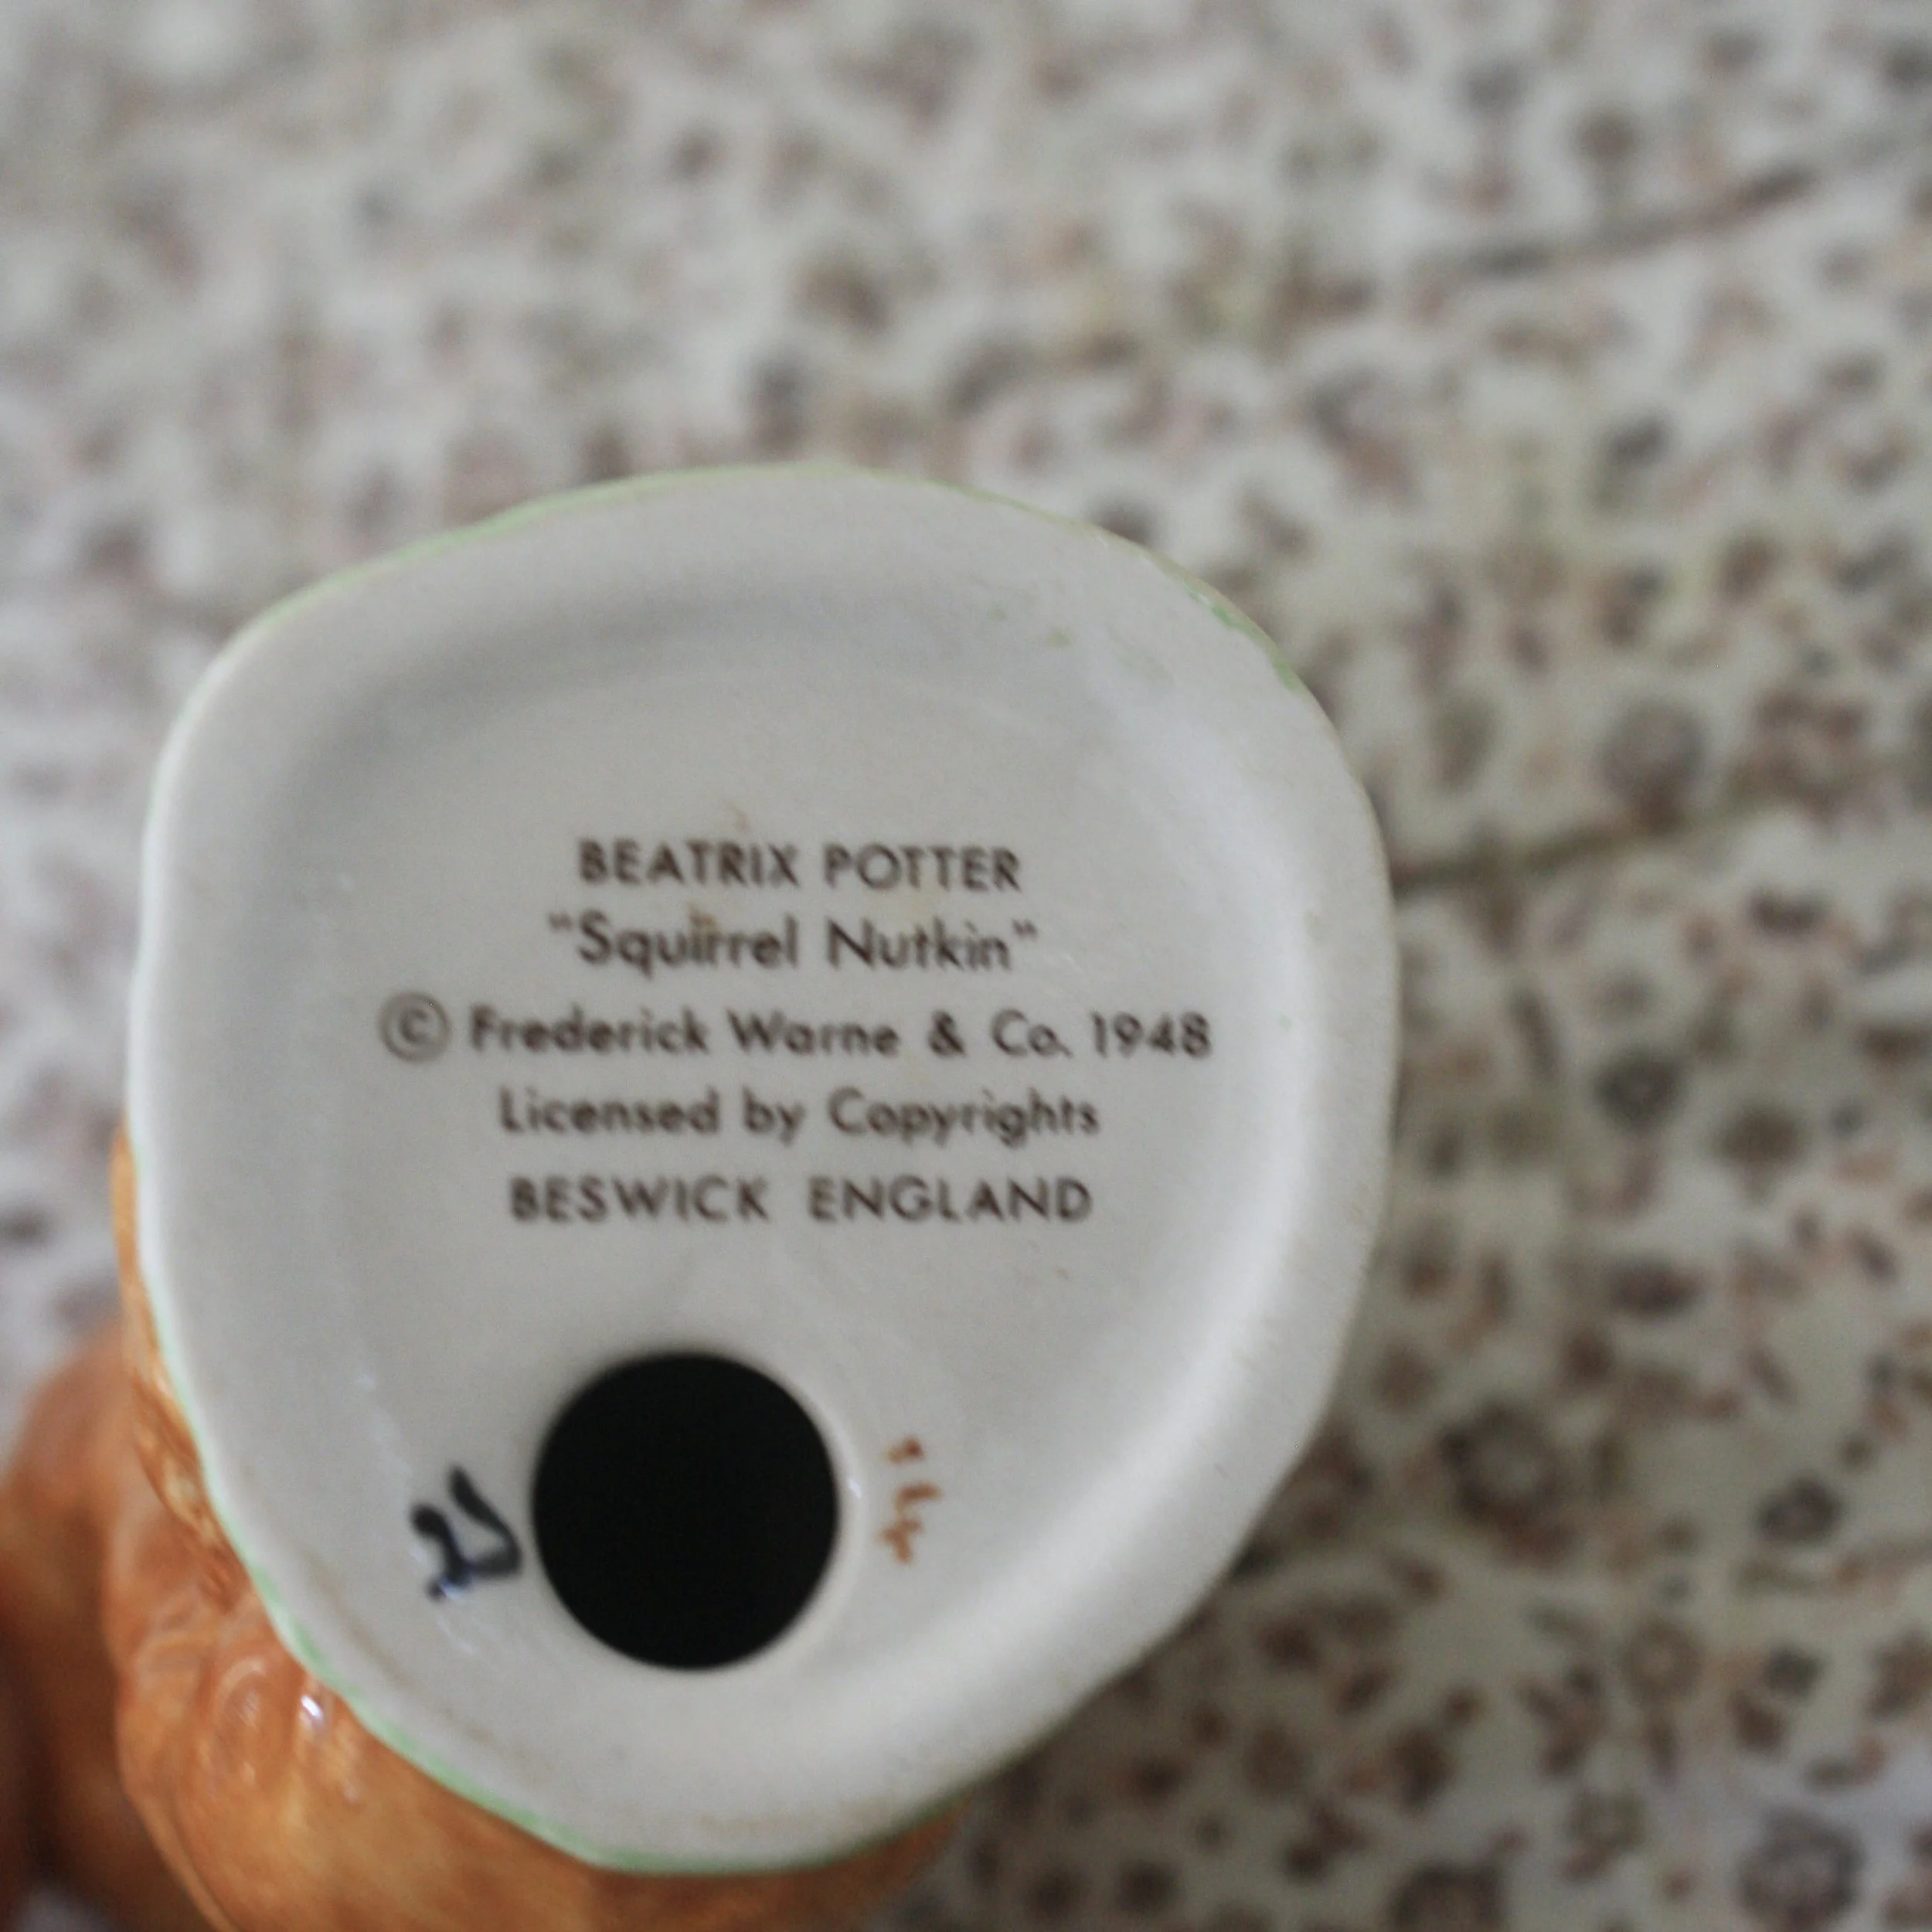 BEATRIX POTTER
"Squirrel Nutkin"
© Frederick Warne & Co. 1948
Licensed by Copyrights
BESWICK ENGLAND